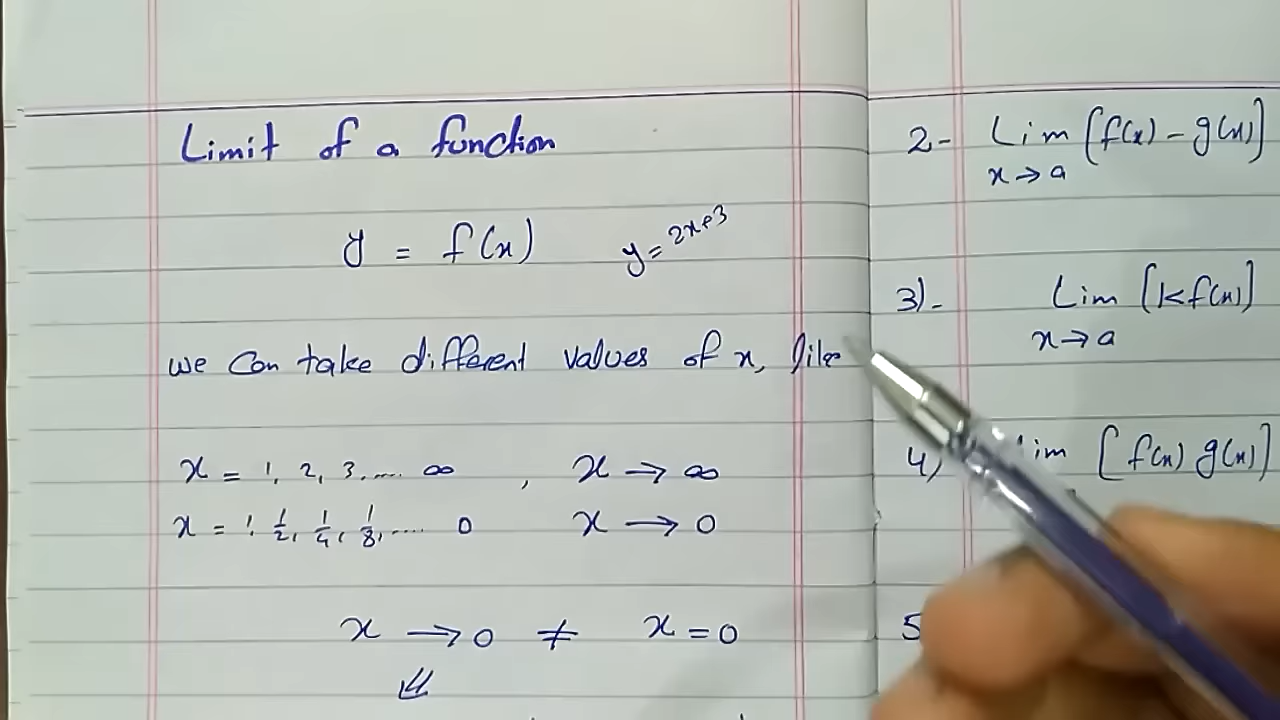 Limit of a function
y = f(x) y = 2x+3
we can take different values of x, like
x = 1, 2, 3, .... ∞ , x → ∞
x = 1, 1/2, 1/4, 1/8, .... 0 x → 0
x → 0 ≠ x = 0
2- Lim [f(x) - g(x)]
x → a
3)- Lim [kf(x)]
x → a
4) Lim [f(x) g(x)]
5